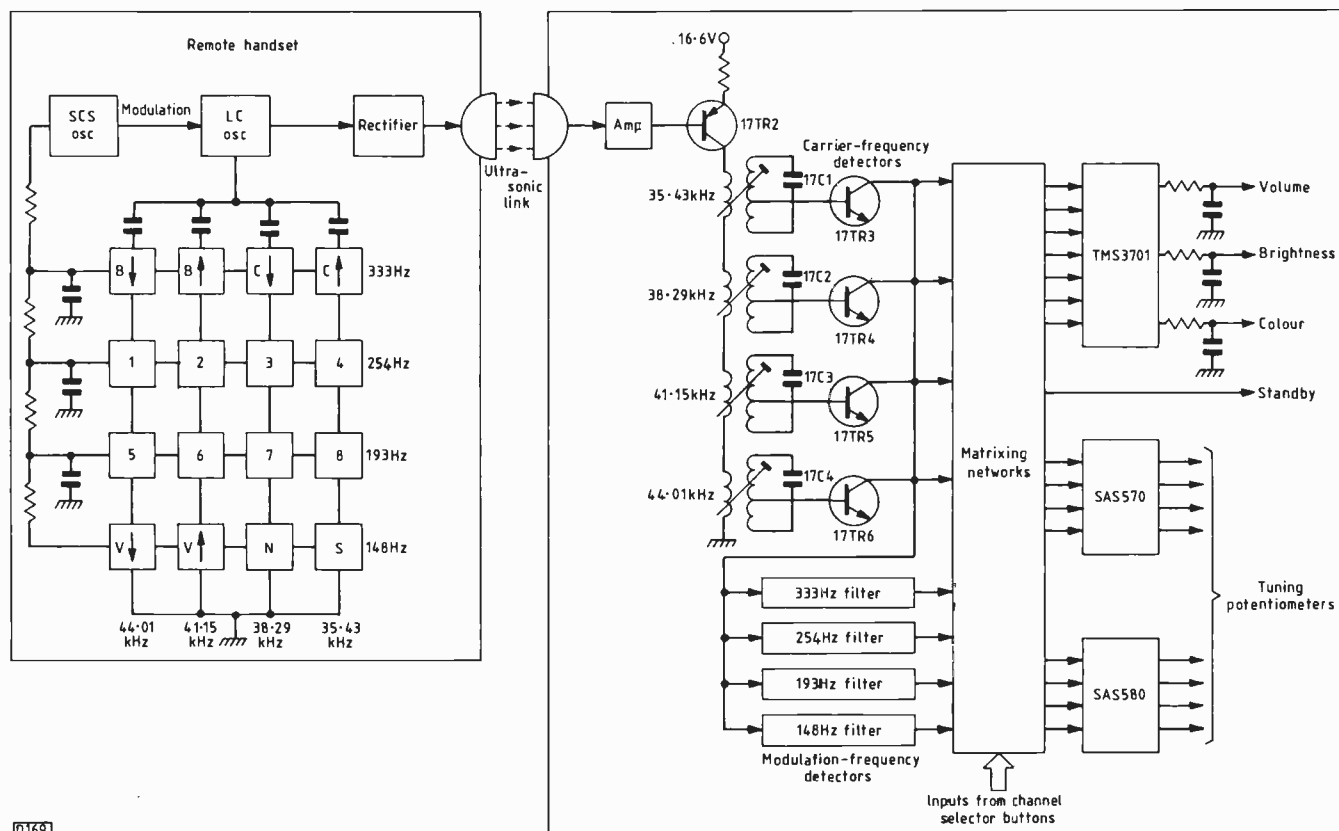 Remote handset
SCS osc
Modulation
LC osc
Rectifier
Ultra-
sonic
link
Amp
.16·6V
17TR2
Carrier-frequency
detectors
35·43kHz
17C1
17TR3
38·29kHz
17C2
17TR4
41·15kHz
17C3
17TR5
44·01kHz
17C4
17TR6
B
B
C
C
333Hz
1
2
3
4
254Hz
5
6
7
8
193Hz
V
V
N
S
148Hz
44·01
kHz
41·15
kHz
38·29
kHz
35·43
kHz
333Hz filter
254Hz filter
193Hz filter
148Hz filter
Modulation-frequency
detectors
Matrixing
networks
Inputs from channel
selector buttons
TMS3701
Volume
Brightness
Colour
Standby
SAS570
SAS580
Tuning
potentiometers
D169